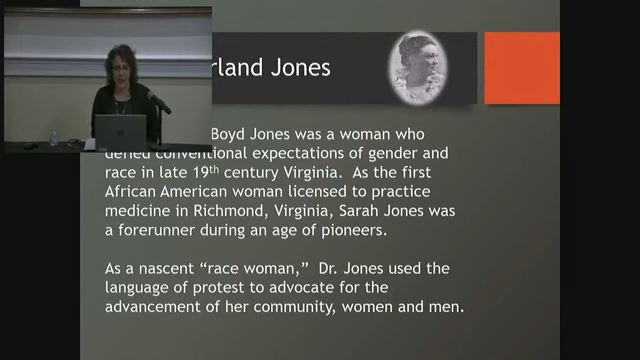 rland Jones
Boyd Jones was a woman who
defied conventional expectations of gender and
race in late 19th century Virginia. As the first
African American woman licensed to practice
medicine in Richmond, Virginia, Sarah Jones was
a forerunner during an age of pioneers.
As a nascent “race woman,” Dr. Jones used the
language of protest to advocate for the
advancement of her community, women and men.